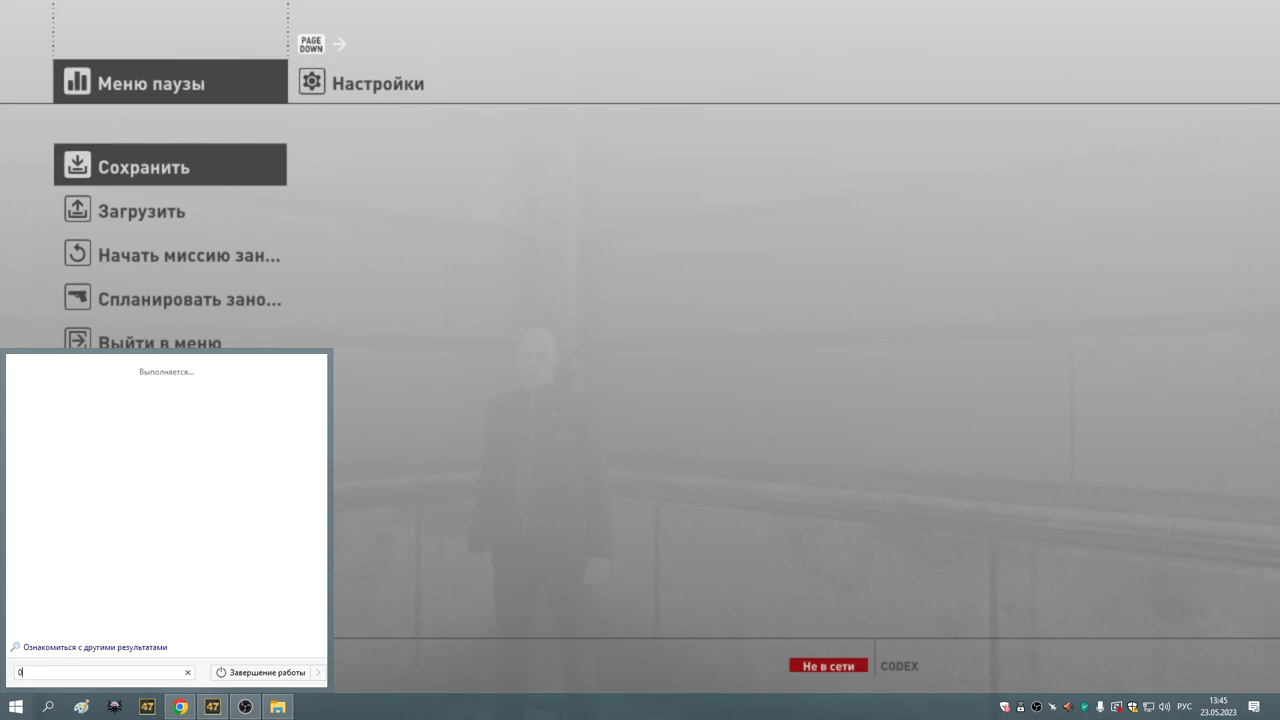 PAGE
DOWN
Меню паузы
Настройки
Сохранить
Загрузить
Начать миссию зан...
Спланировать зано...
Выйти в меню
Выполняется...
Ознакомиться с другими результатами
0
Завершение работы
Не в сети
CODEX
47
47
РУС
13:45
23.05.2023